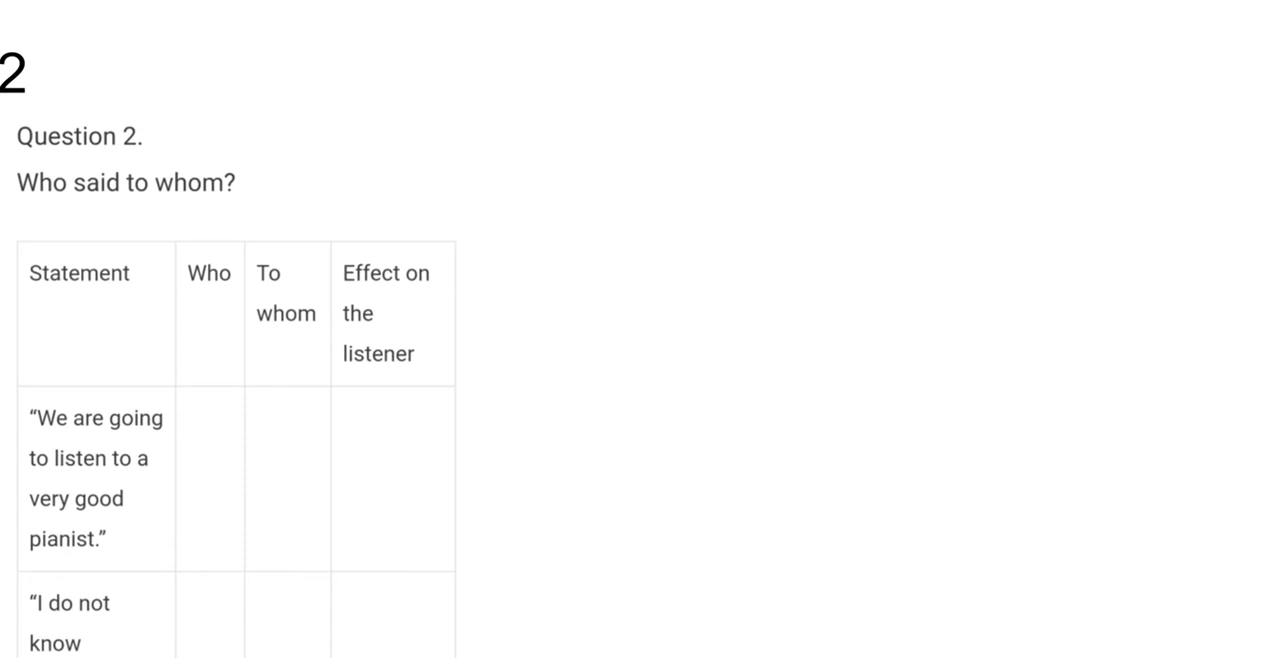 2
Question 2.
Who said to whom?
Statement Who To Effect on
whom the
listener
“We are going
to listen to a
very good
pianist.”
“I do not
know